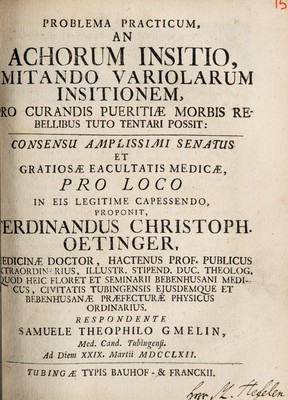 15
PROBLEMA PRACTICUM,
AN
ACHORUM INSITIO,
MITANDO VARIOLARUM
INSITIONEM,
PRO CURANDIS PUERITIÆ MORBIS RE-
BELLIBUS TUTO TENTARI POSSIT:
CONSENSU AMPLISSIMI SENATUS
ET
GRATIOSÆ EACULTATIS MEDICÆ,
PRO LOCO
IN EIS LEGITIME CAPESSENDO,
PROPONIT,
FERDINANDUS CHRISTOPH.
OETINGER,
MEDICINÆ DOCTOR, HACTENUS PROF. PUBLICUS
XTRAORDINARIUS, ILLUSTR. STIPEND. DUC. THEOLOG.
QUOD HEIC FLORET ET SEMINARII BEBENHUSANI MEDI-
CUS, CIVITATIS TUBINGENSIS EJUSDEMQUE ET
BEBENHUSANÆ PRÆFECTURÆ PHYSICUS
ORDINARIUS.
RESPONDENTE
SAMUELE THEOPHILO GMELIN,
Med. Cand. Tubingensi.
Ad Diem XXIX. Martii MDCCLXII.
TUBINGÆ TYPIS BAUHOF- & FRANCKII.